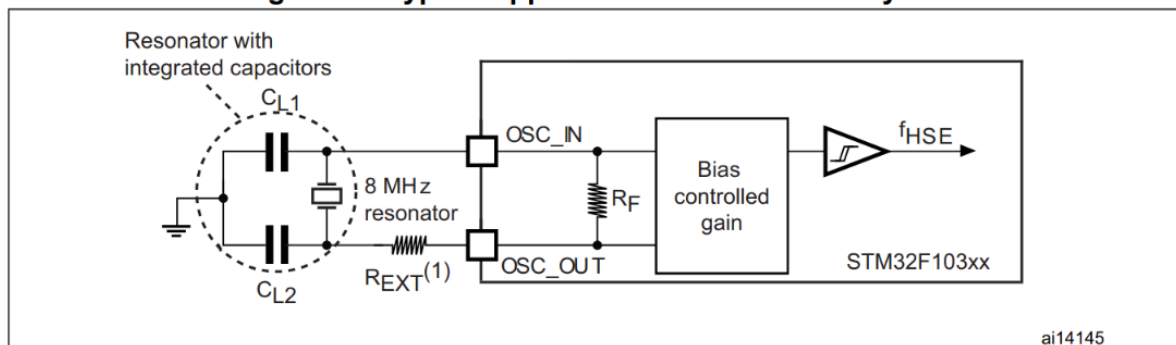 Resonator with
integrated capacitors
CL1
OSC_IN
fHSE
8 MHz
resonator
RF
Bias
controlled
gain
REXT(1)
OSC_OUT
STM32F103xx
CL2
ai14145